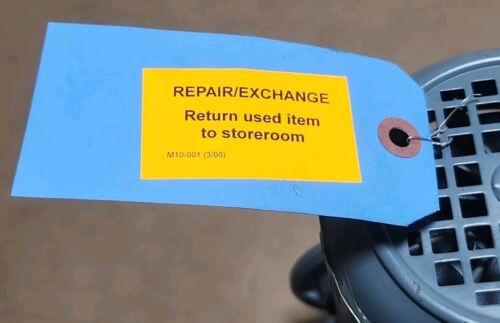 REPAIR/EXCHANGE
Return used item
to storeroom
M10-001 (3/00)